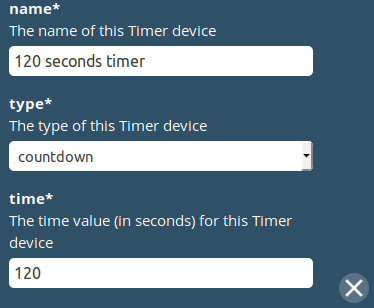 name*
The name of this Timer device
120 seconds timer
type*
The type of this Timer device
countdown
time*
The time value (in seconds) for this Timer
device
120